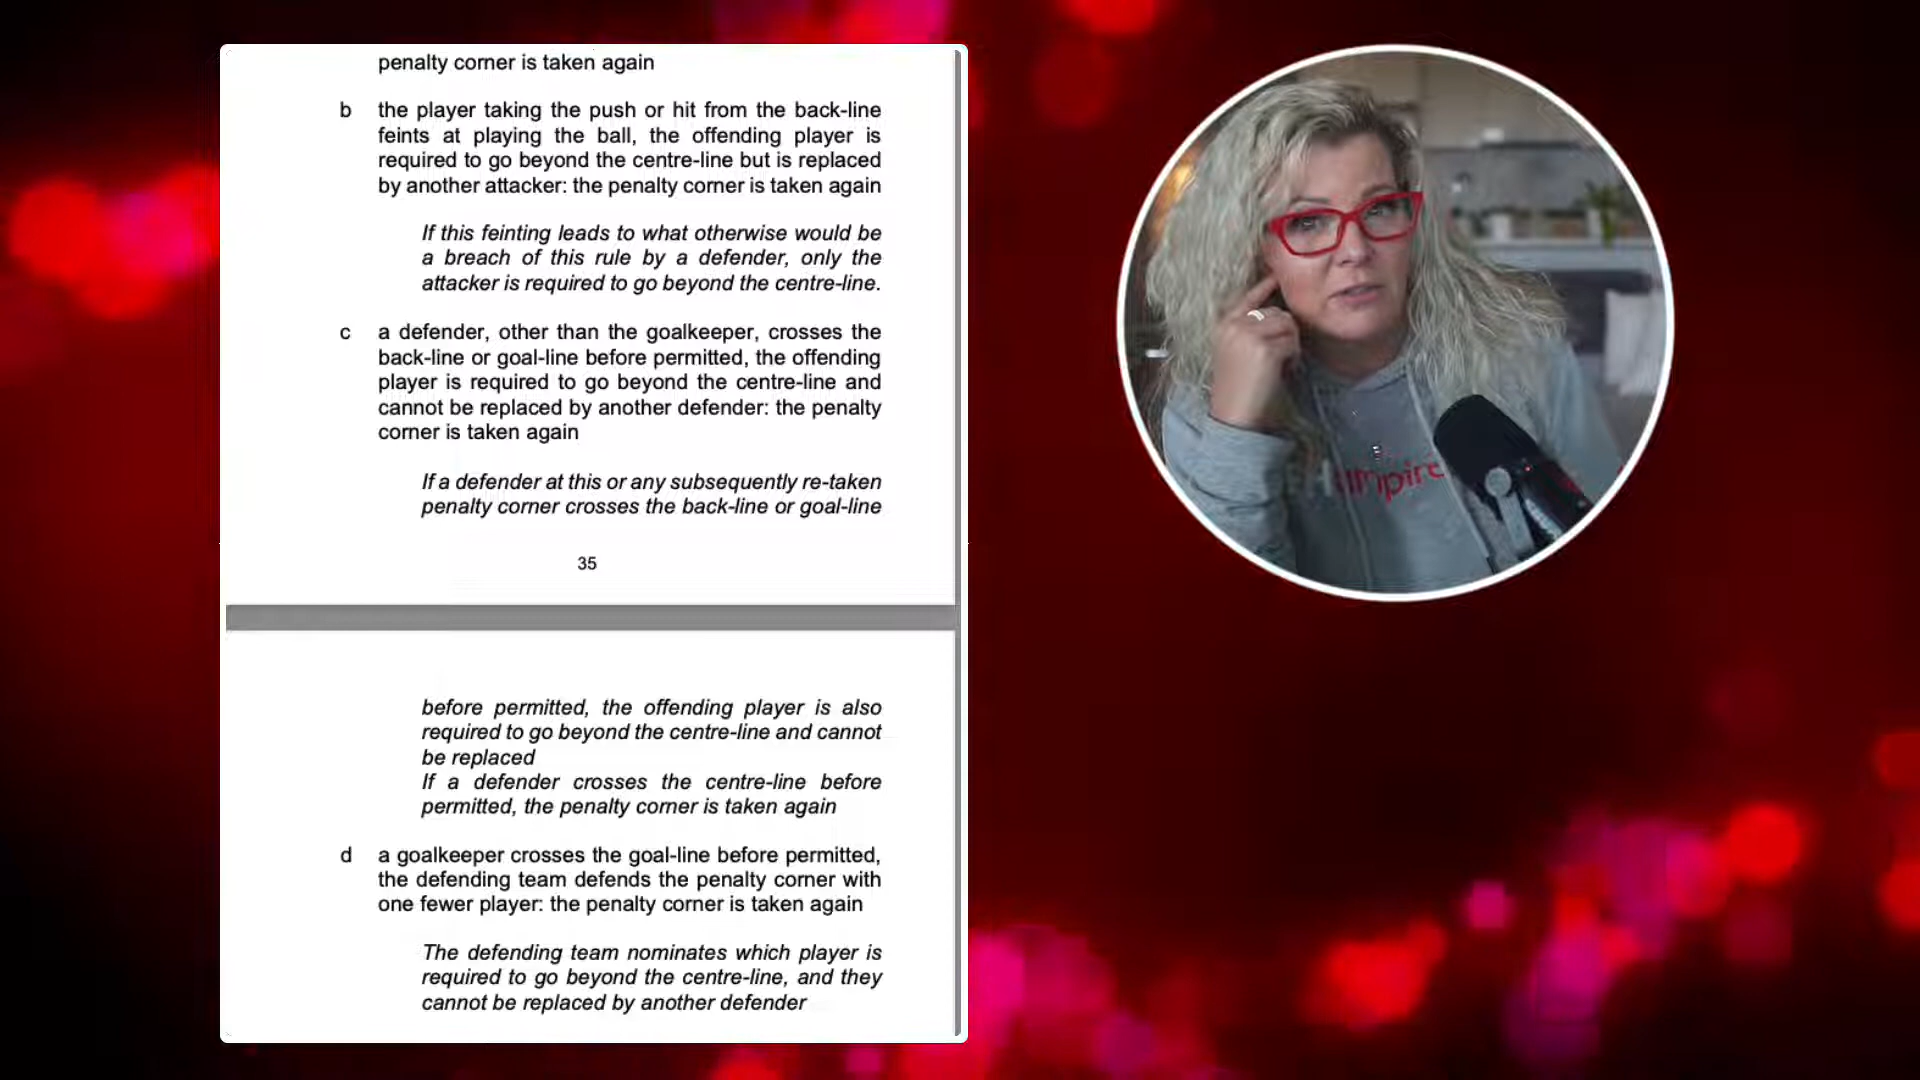 penalty corner is taken again
b the player taking the push or hit from the back-line
feints at playing the ball, the offending player is
required to go beyond the centre-line but is replaced
by another attacker: the penalty corner is taken again
If this feinting leads to what otherwise would be
a breach of this rule by a defender, only the
attacker is required to go beyond the centre-line.
c a defender, other than the goalkeeper, crosses the
back-line or goal-line before permitted, the offending
player is required to go beyond the centre-line and
cannot be replaced by another defender: the penalty
corner is taken again
If a defender at this or any subsequently re-taken
penalty corner crosses the back-line or goal-line
35
before permitted, the offending player is also
required to go beyond the centre-line and cannot
be replaced
If a defender crosses the centre-line before
permitted, the penalty corner is taken again
d a goalkeeper crosses the goal-line before permitted,
the defending team defends the penalty corner with
one fewer player: the penalty corner is taken again
The defending team nominates which player is
required to go beyond the centre-line, and they
cannot be replaced by another defender